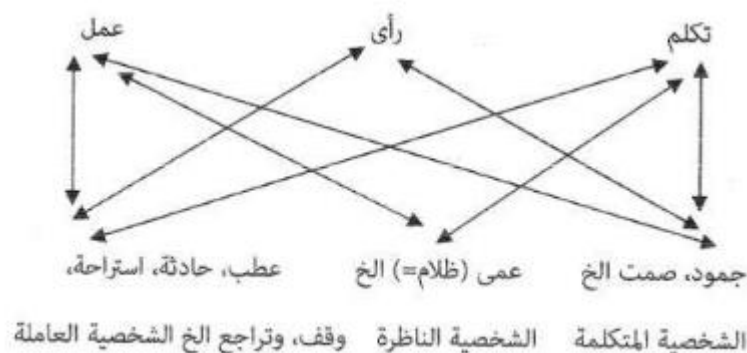 تكلم رأى عمل
جمود، صمت الخ عمى (ظلام=) الخ عطب، حادثة، استراحة،
الشخصية المتكلمة الشخصية الناظرة وقف، وتراجع الخ الشخصية العاملة